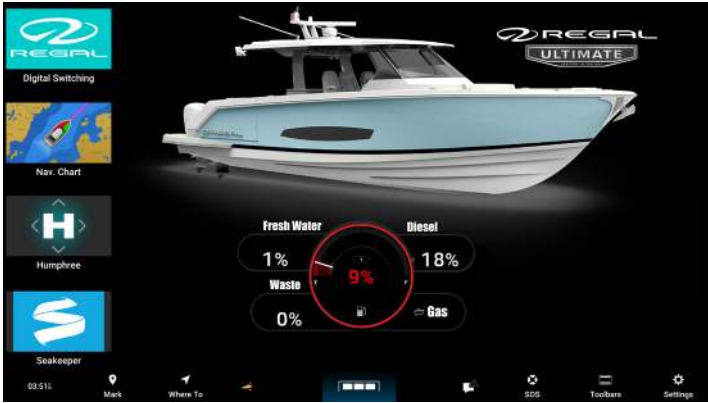 REGAL
Digital Switching
Nav. Chart
H
Humphree
Seakeeper
REGAL
ULTIMATE
Fresh Water
Diesel
1%
18%
9%
Waste
0%
Gas
03:51
Mark
Where To
SOS
Toolbars
Settings